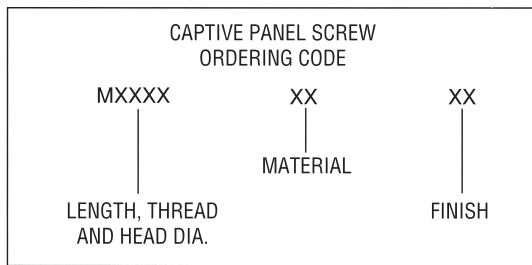 CAPTIVE PANEL SCREW
ORDERING CODE
MXXXX XX XX
MATERIAL
LENGTH, THREAD
AND HEAD DIA.
FINISH